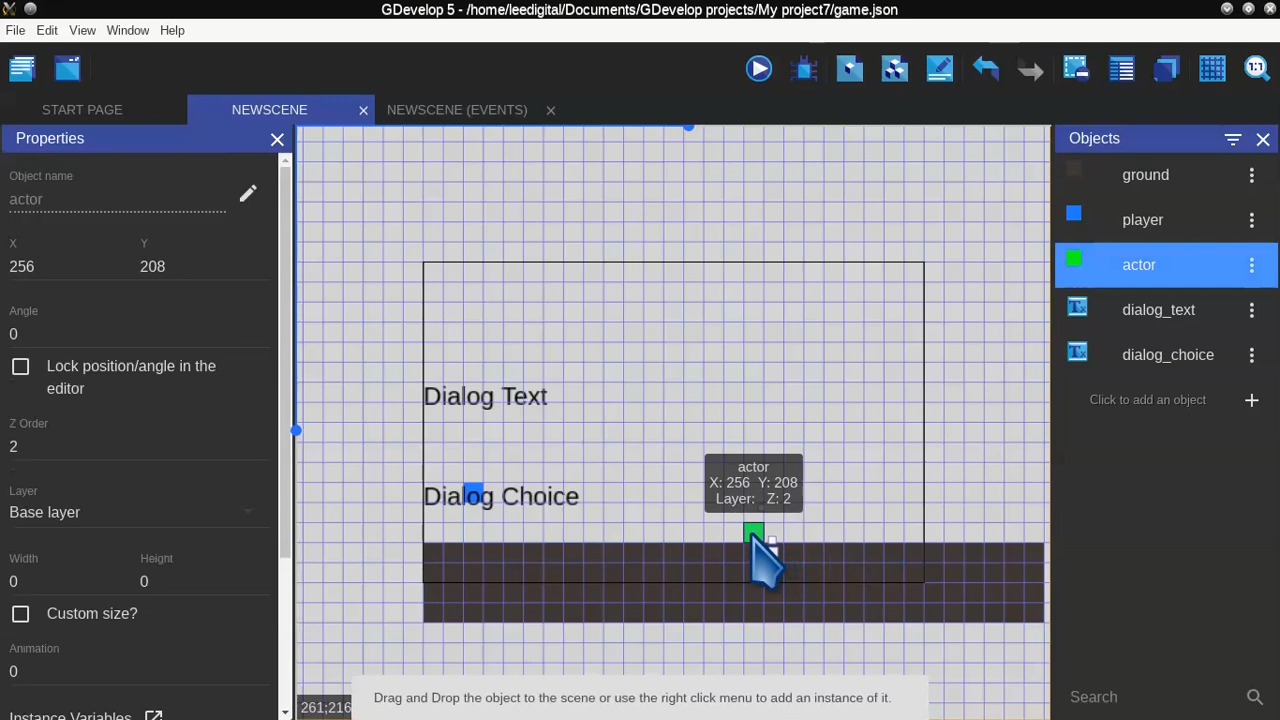 GDevelop 5 - /home/leedigital/Documents/GDevelop projects/My project7/game.json
File Edit View Window Help
1:1
START PAGE
NEWSCENE
NEWSCENE (EVENTS)
Properties
Object name
actor
X Y
256 208
Angle
0
Lock position/angle in the
editor
Z Order
2
Layer
Base layer
Width Height
0 0
Custom size?
Animation
0
Instance Variables
Dialog Text
Dialog Choice
actor
X: 256 Y: 208
Layer: Z: 2
261;216
Drag and Drop the object to the scene or use the right click menu to add an instance of it.
Objects
ground
player
actor
Tx dialog_text
Tx dialog_choice
Click to add an object
Search